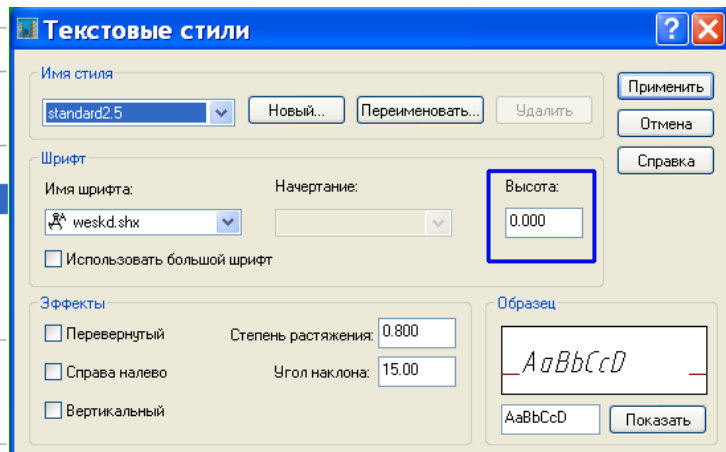 Текстовые стили
Имя стиля
standard2.5
Новый...
Переименовать...
Удалить
Применить
Отмена
Справка
Шрифт
Имя шрифта:
Начертание:
Высота:
weskd.shx
0.000
Использовать большой шрифт
Эффекты
Перевернутый
Степень растяжения: 0.800
Справа налево
Угол наклона: 15.00
Вертикальный
Образец
AaBbCcD
AaBbCcD
Показать